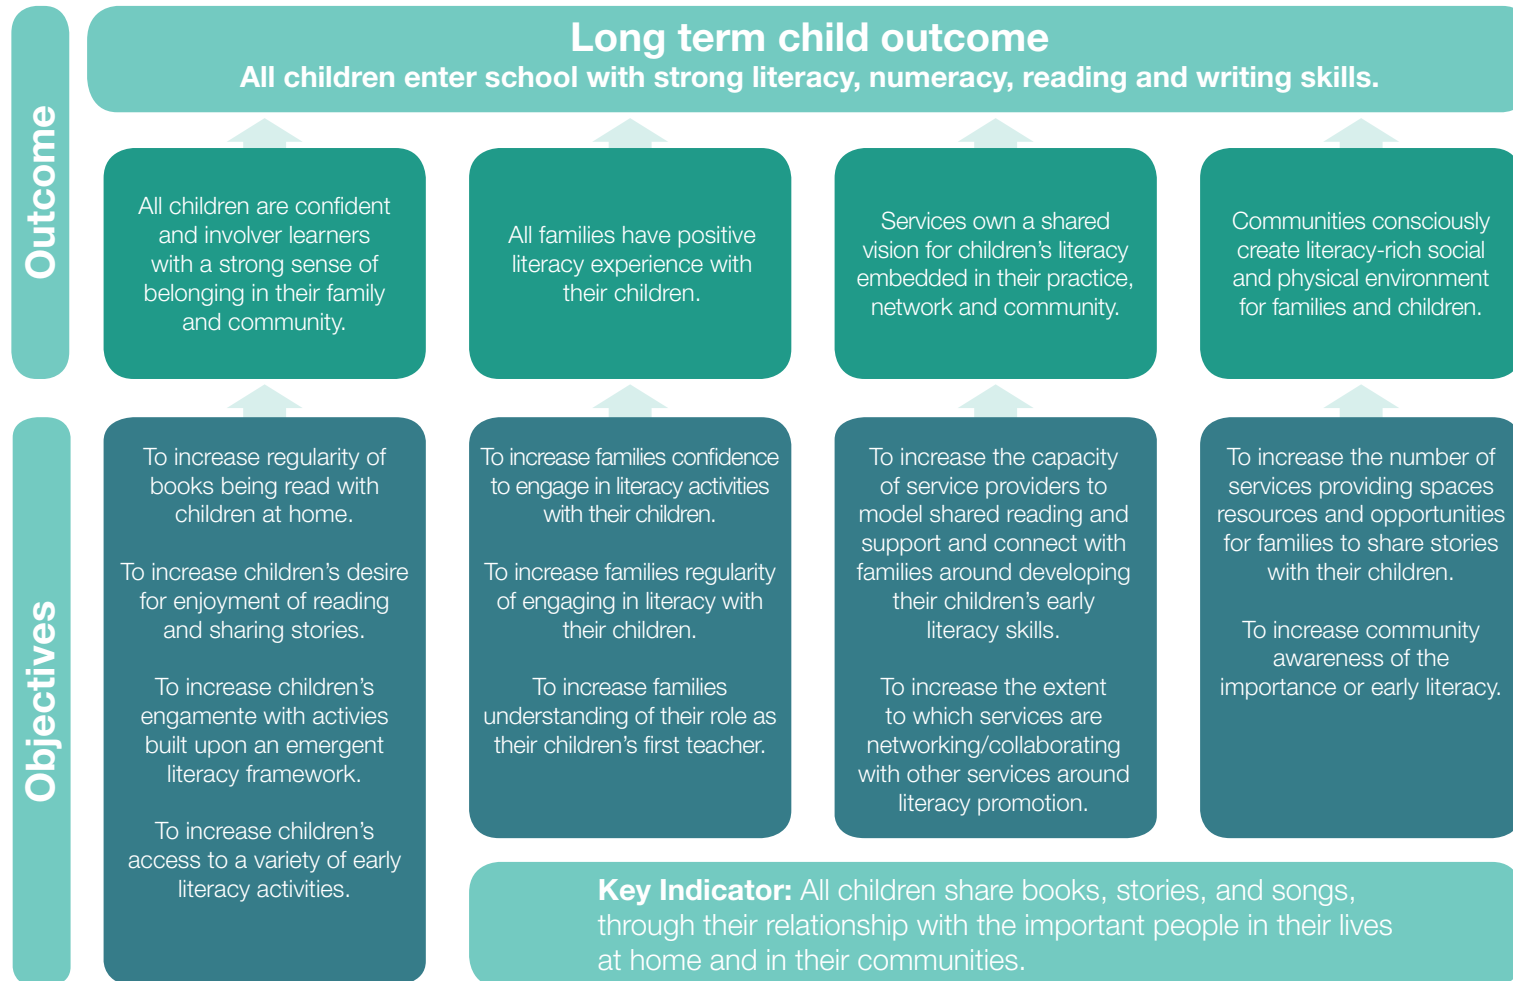 Outcome
Long term child outcome
All children enter school with strong literacy, numeracy, reading and writing skills.
All children are confident
and involver learners
with a strong sense of
belonging in their family
and community.
All families have positive
literacy experience with
their children.
Services own a shared
vision for children’s literacy
embedded in their practice,
network and community.
Communities consciously
create literacy-rich social
and physical environment
for families and children.
Objectives
To increase regularity of
books being read with
children at home.
To increase children’s desire
for enjoyment of reading
and sharing stories.
To increase children’s
engamente with activies
built upon an emergent
literacy framework.
To increase children’s
access to a variety of early
literacy activities.
To increase families confidence
to engage in literacy activities
with their children.
To increase families regularity
of engaging in literacy with
their children.
To increase families
understanding of their role as
their children’s first teacher.
To increase the capacity
of service providers to
model shared reading and
support and connect with
families around developing
their children’s early
literacy skills.
To increase the extent
to which services are
networking/collaborating
with other services around
literacy promotion.
To increase the number of
services providing spaces
resources and opportunities
for families to share stories
with their children.
To increase community
awareness of the
importance or early literacy.
Key Indicator: All children share books, stories, and songs,
through their relationship with the important people in their lives
at home and in their communities.